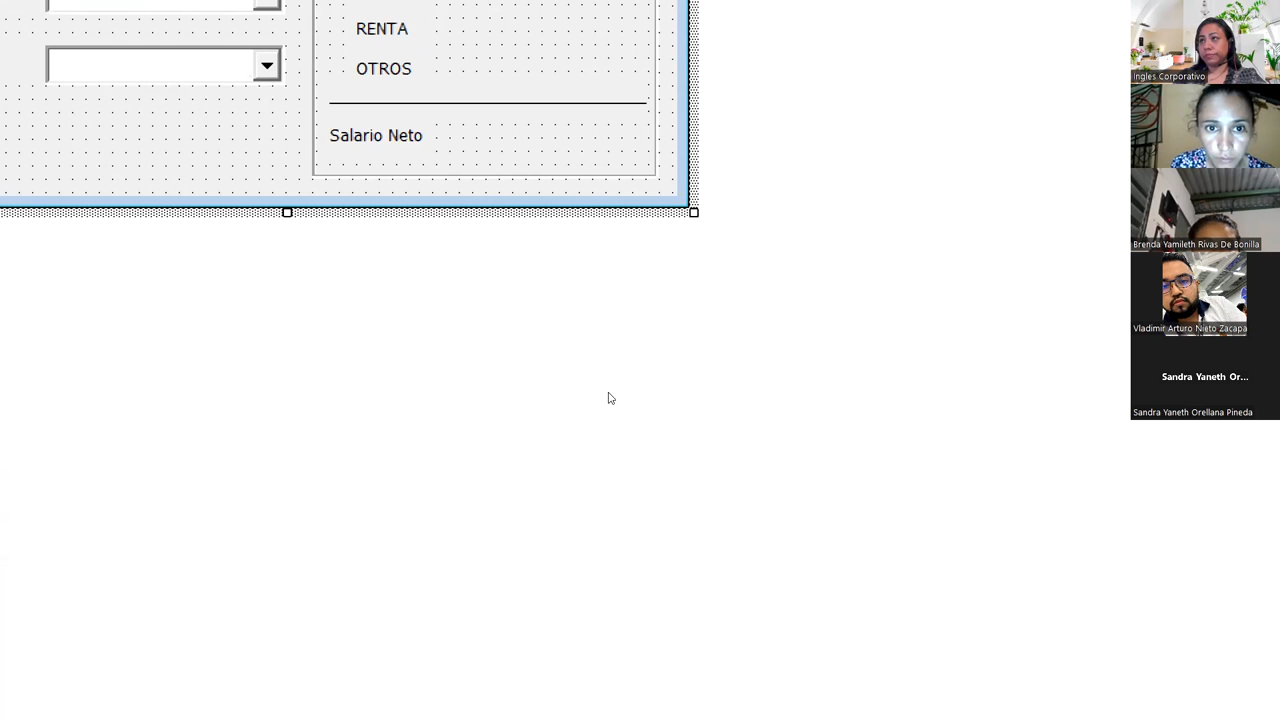 RENTA
OTROS
Salario Neto
Ingles Corporativo
Brenda Yamileth Rivas De Bonilla
Vladimir Arturo Nieto Zacapa
Sandra Yaneth Or...
Sandra Yaneth Orellana Pineda